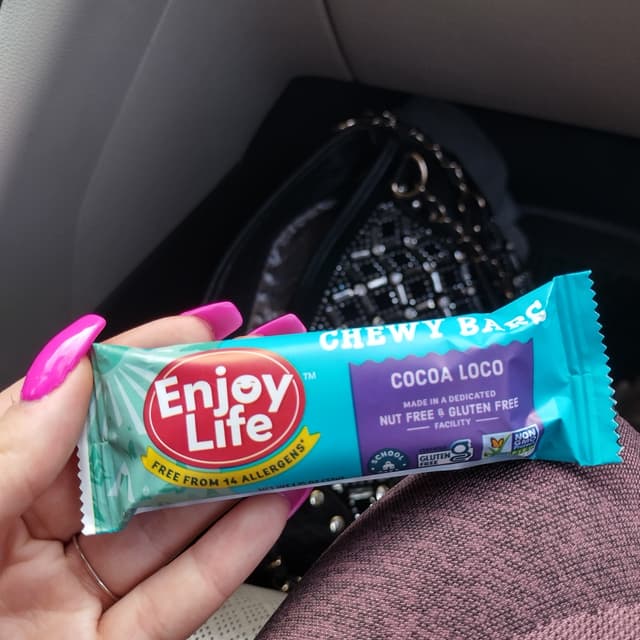 CHEWY BARS
Enjoy
Life
TM
FREE FROM 14 ALLERGENS*
COCOA LOCO
MADE IN A DEDICATED
NUT FREE & GLUTEN FREE
FACILITY
SCHOOL
GLUTEN
FREE
NON
GMO